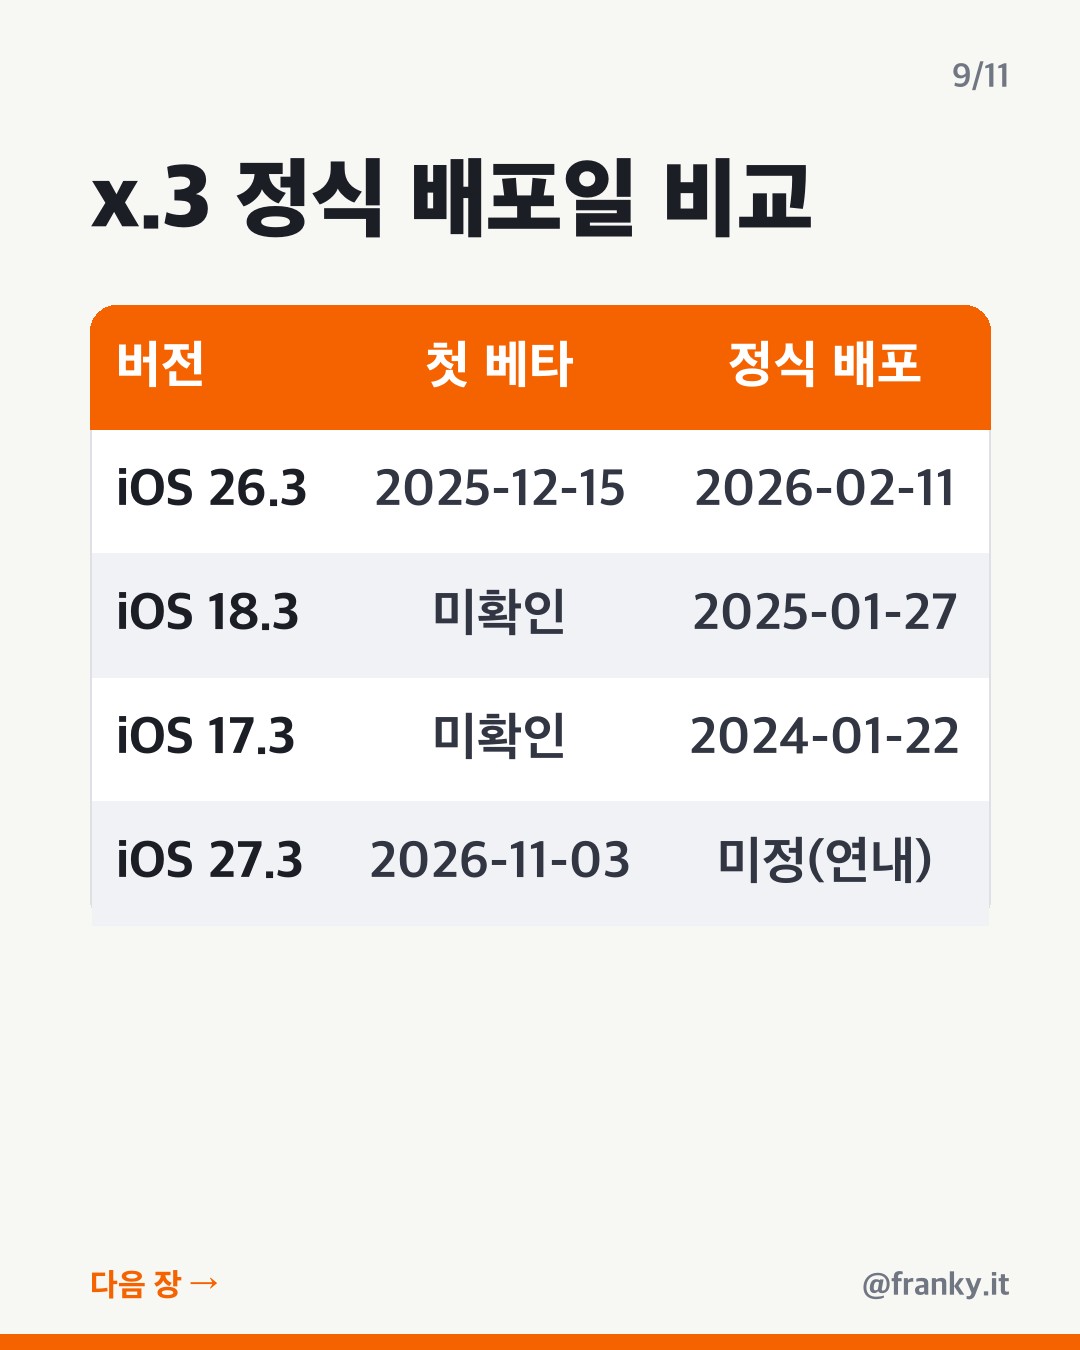 9/11
x.3 정식 배포일 비교
버전 첫 베타 정식 배포
iOS 26.3 2025-12-15 2026-02-11
iOS 18.3 미확인 2025-01-27
iOS 17.3 미확인 2024-01-22
iOS 27.3 2026-11-03 미정(연내)
다음 장 → @franky.it